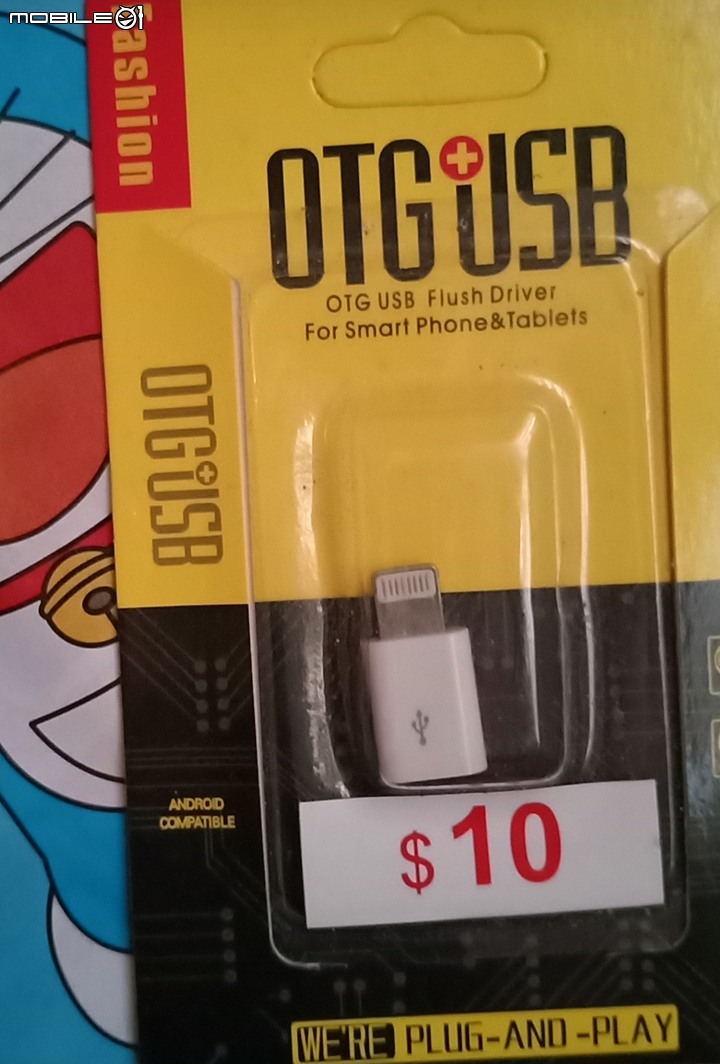 MOBILE01
Fashion
OTG USB
OTG USB Flush Driver
For Smart Phone&Tablets
OTG USB
ANDROID
COMPATIBLE
$10
WE'RE PLUG-AND-PLAY